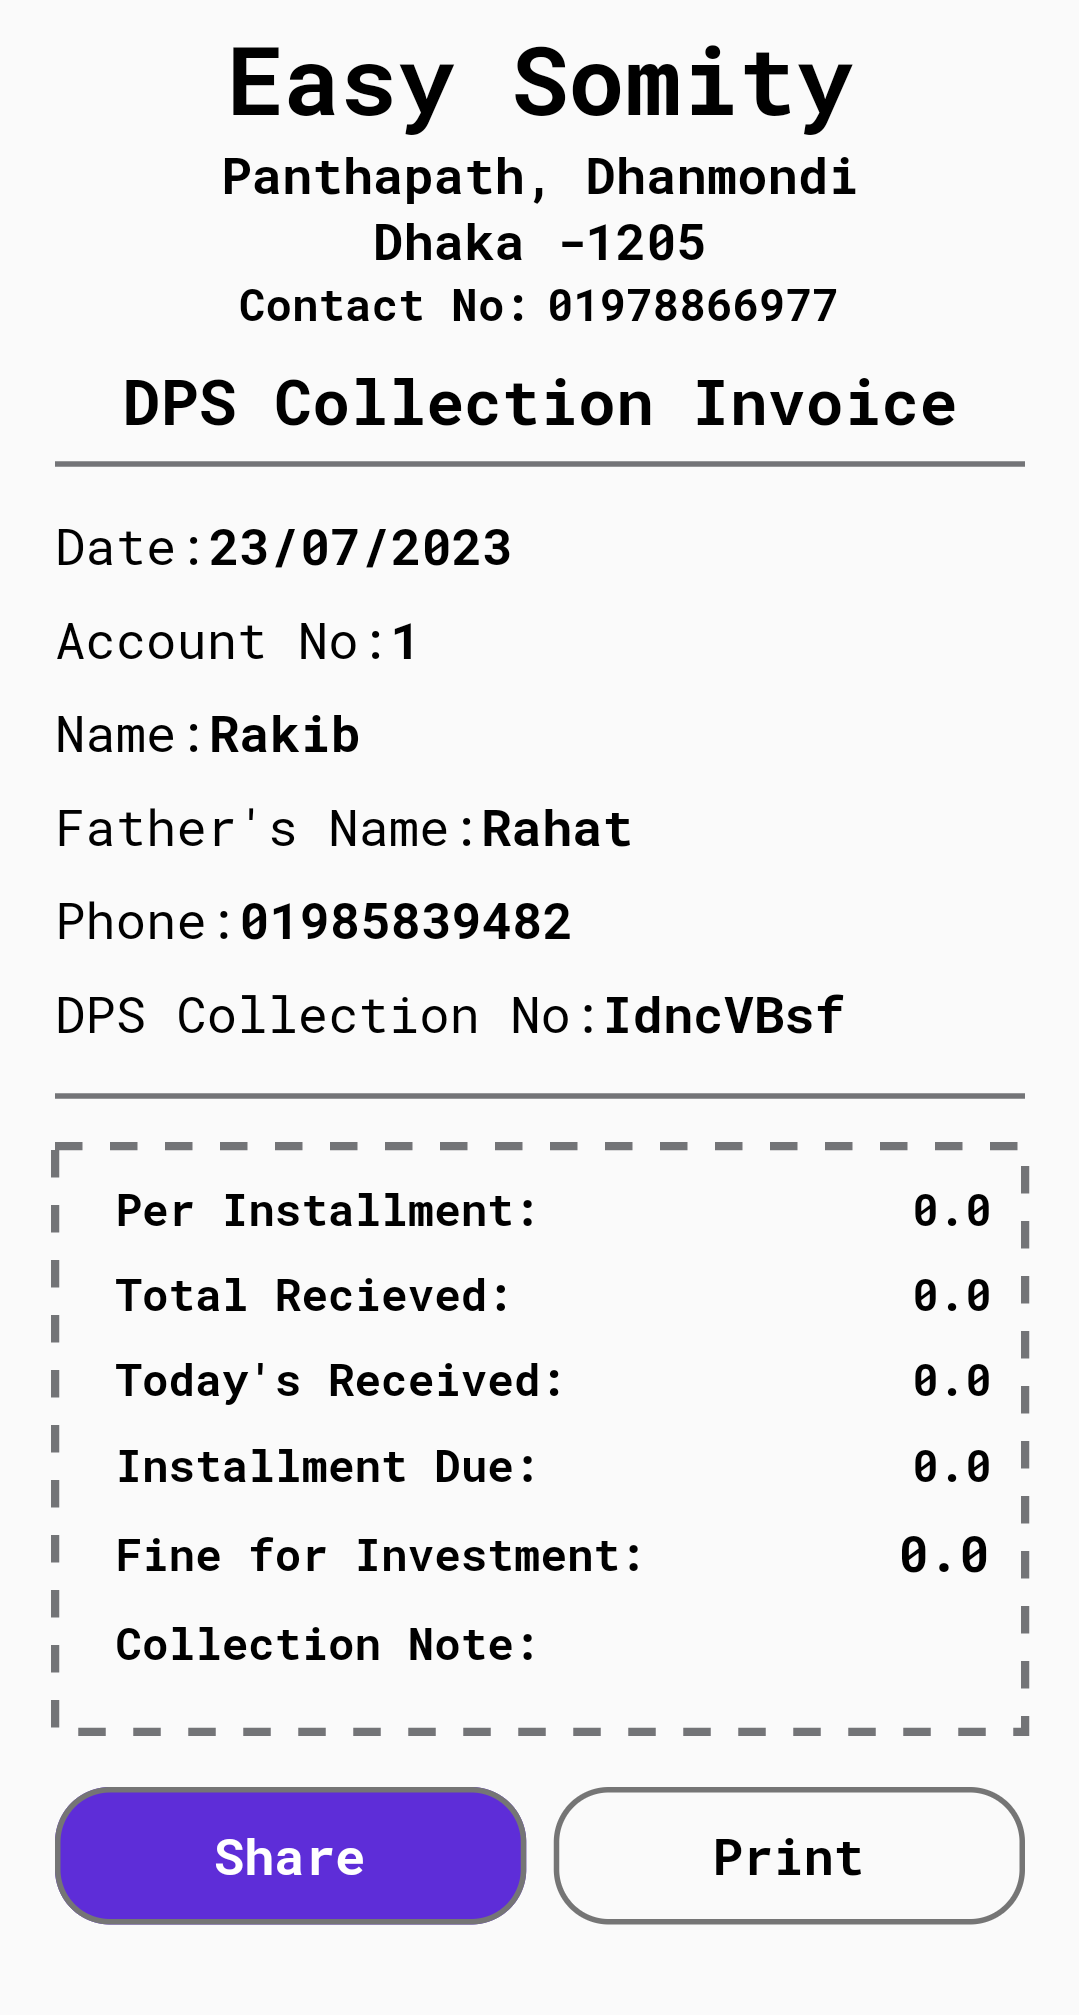 Easy Somity
Panthapath, Dhanmondi
Dhaka -1205
Contact No: 01978866977
DPS Collection Invoice
Date:23/07/2023
Account No:1
Name:Rakib
Father's Name:Rahat
Phone:01985839482
DPS Collection No:IdncVBsf
Per Installment: 0.0
Total Recieved: 0.0
Today's Received: 0.0
Installment Due: 0.0
Fine for Investment: 0.0
Collection Note:
Share Print